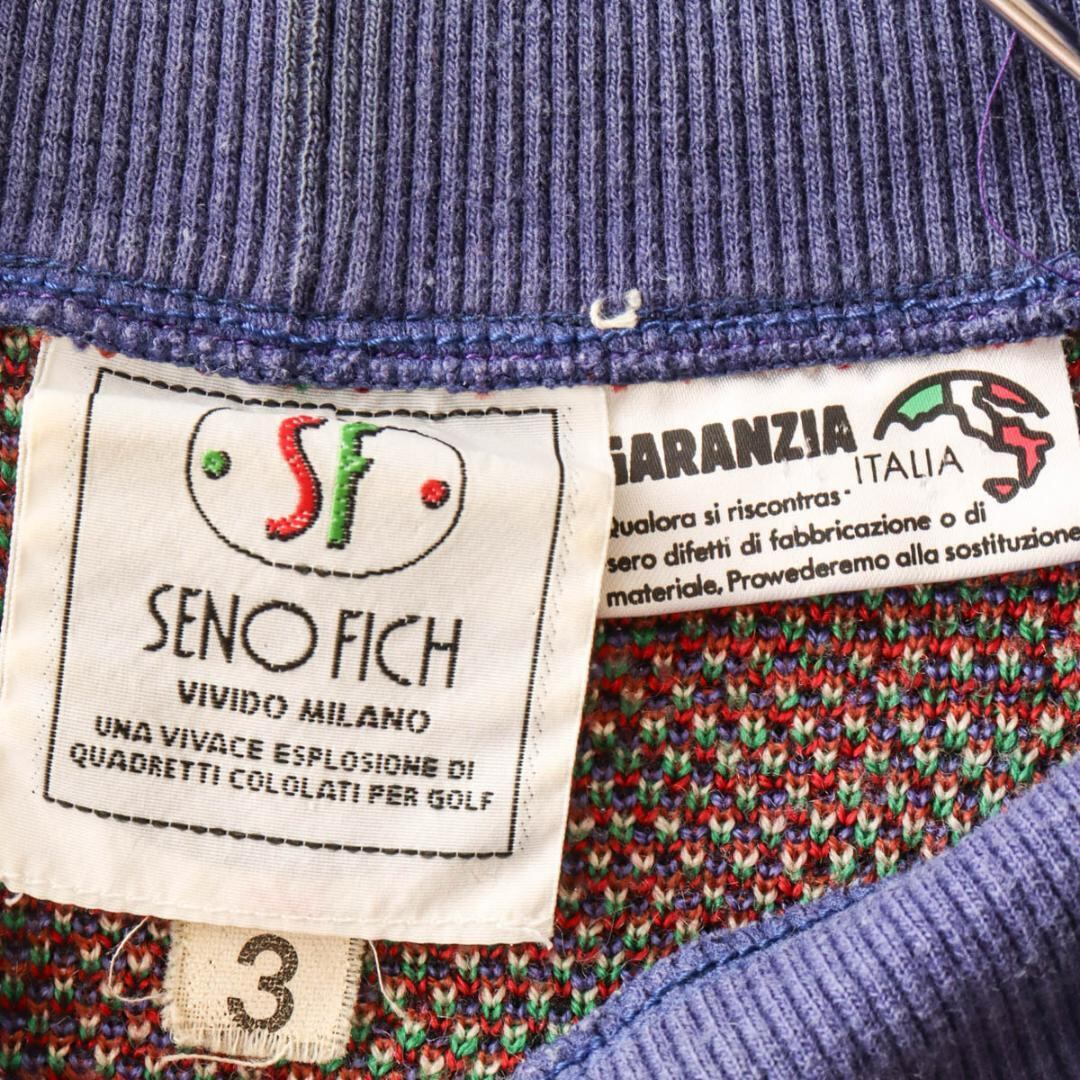 SF
SENO FICH
VIVIDO MILANO
UNA VIVACE ESPLOSIONE DI
QUADRETTI COLOLATI PER GOLF
3
GARANZIA
ITALIA
Qualora si riscontras-
sero difetti di fabbricazione o di
materiale, Prowederemo alla sostituzione